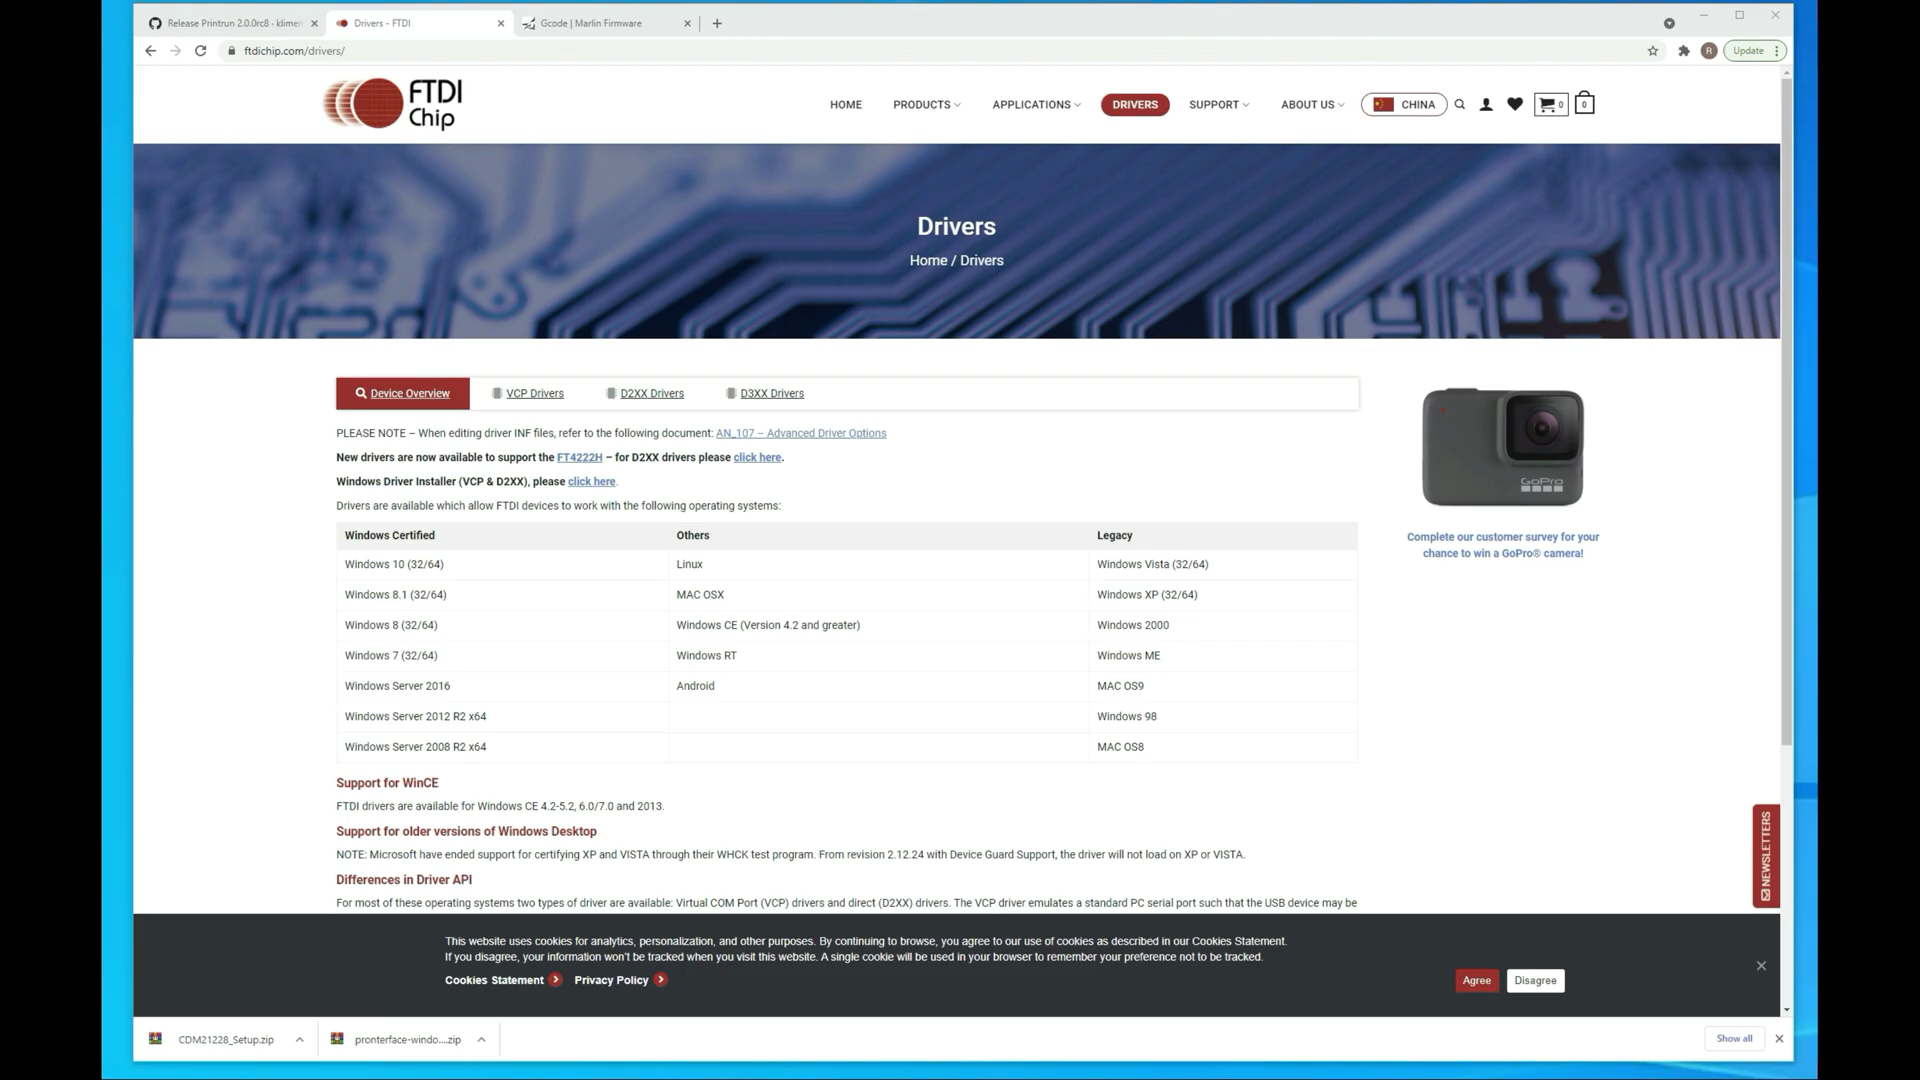 Release Printrun 2.0.0rc8 · klimen
Drivers - FTDI
Gcode | Marlin Firmware
ftdichip.com/drivers/
R
Update
FTDI
Chip
HOME
PRODUCTS
APPLICATIONS
DRIVERS
SUPPORT
ABOUT US
CHINA
0
0
Drivers
Home / Drivers
Device Overview
VCP Drivers
D2XX Drivers
D3XX Drivers
PLEASE NOTE – When editing driver INF files, refer to the following document: AN_107 – Advanced Driver Options
New drivers are now available to support the FT4222H – for D2XX drivers please click here.
Windows Driver Installer (VCP & D2XX), please click here.
Drivers are available which allow FTDI devices to work with the following operating systems:
GoPro
Complete our customer survey for your
chance to win a GoPro® camera!
Windows Certified Others Legacy
Windows 10 (32/64) Linux Windows Vista (32/64)
Windows 8.1 (32/64) MAC OSX Windows XP (32/64)
Windows 8 (32/64) Windows CE (Version 4.2 and greater) Windows 2000
Windows 7 (32/64) Windows RT Windows ME
Windows Server 2016 Android MAC OS9
Windows Server 2012 R2 x64 Windows 98
Windows Server 2008 R2 x64 MAC OS8
Support for WinCE
FTDI drivers are available for Windows CE 4.2-5.2, 6.0/7.0 and 2013.
Support for older versions of Windows Desktop
NOTE: Microsoft have ended support for certifying XP and VISTA through their WHCK test program. From revision 2.12.24 with Device Guard Support, the driver will not load on XP or VISTA.
Differences in Driver API
For most of these operating systems two types of driver are available: Virtual COM Port (VCP) drivers and direct (D2XX) drivers. The VCP driver emulates a standard PC serial port such that the USB device may be
NEWSLETTERS
This website uses cookies for analytics, personalization, and other purposes. By continuing to browse, you agree to our use of cookies as described in our Cookies Statement.
If you disagree, your information won't be tracked when you visit this website. A single cookie will be used in your browser to remember your preference not to be tracked.
Cookies Statement
Privacy Policy
Agree
Disagree
CDM21228_Setup.zip
pronterface-windo....zip
Show all